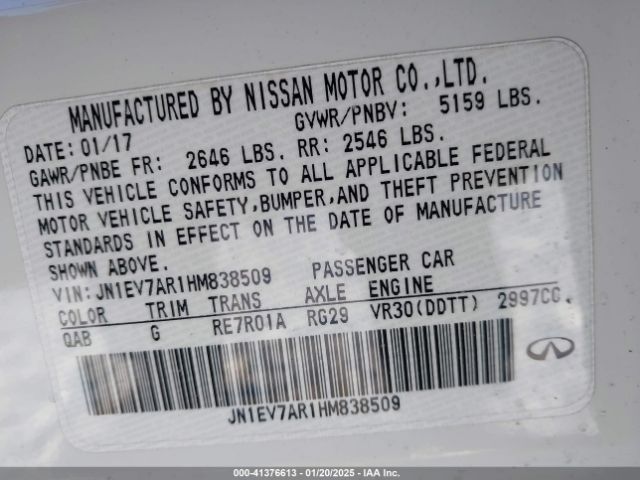 MANUFACTURED BY NISSAN MOTOR CO.,LTD.
DATE: 01/17 GVWR/PNBV: 5159 LBS.
GAWR/PNBE FR: 2646 LBS. RR: 2546 LBS.
THIS VEHICLE CONFORMS TO ALL APPLICABLE FEDERAL
MOTOR VEHICLE SAFETY,BUMPER,AND THEFT PREVENTION
STANDARDS IN EFFECT ON THE DATE OF MANUFACTURE
SHOWN ABOVE.
VIN: JN1EV7AR1HM838509 PASSENGER CAR
COLOR TRIM TRANS AXLE ENGINE
QAB G RE7R01A RG29 VR30(DDTT) 2997CC.
JN1EV7AR1HM838509
000-41376613 - 01/20/2025 - IAA Inc.